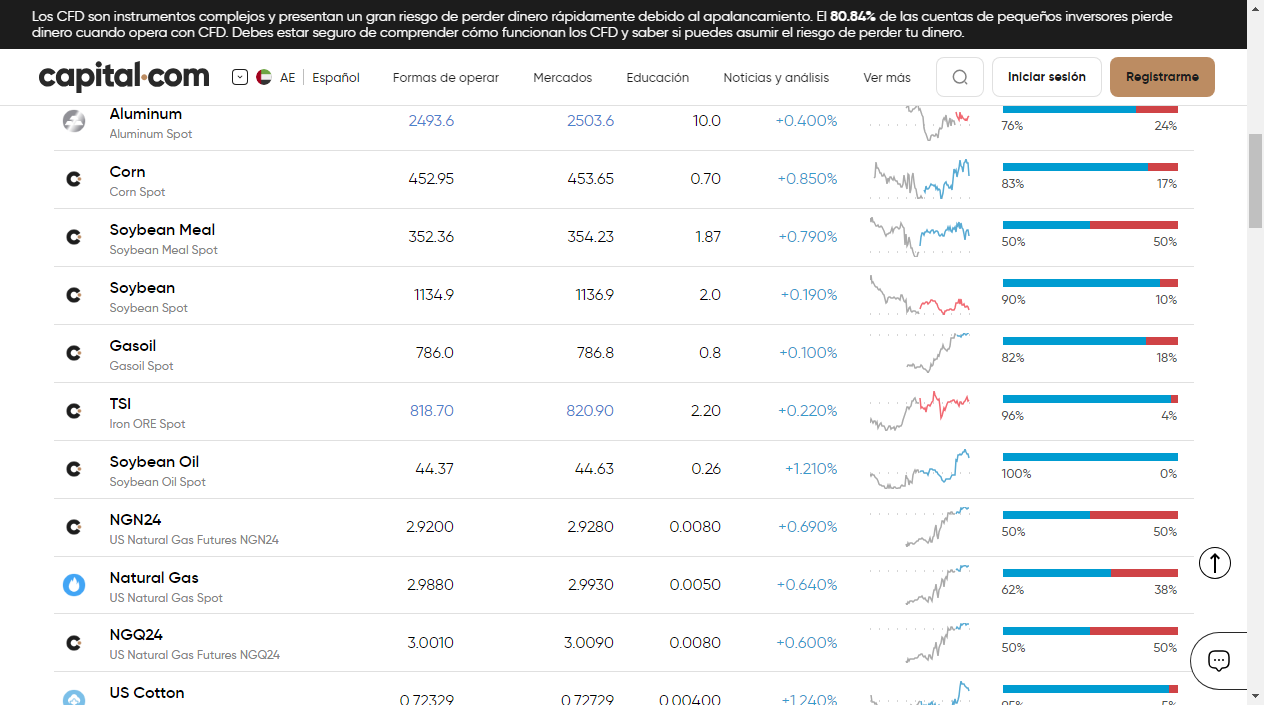 Los CFD son instrumentos complejos y presentan un gran riesgo de perder dinero rápidamente debido al apalancamiento. El 80.84% de las cuentas de pequeños inversores pierde
dinero cuando opera con CFD. Debes estar seguro de comprender cómo funcionan los CFD y saber si puedes asumir el riesgo de perder tu dinero.
capital.com AE Español Formas de operar Mercados Educación Noticias y análisis Ver más Iniciar sesión Registrarme
Aluminum 2493.6 2503.6 10.0 +0.400%
Aluminum Spot 76% 24%
Corn 452.95 453.65 0.70 +0.850%
Corn Spot 83% 17%
Soybean Meal 352.36 354.23 1.87 +0.790%
Soybean Meal Spot 50% 50%
Soybean 1134.9 1136.9 2.0 +0.190%
Soybean Spot 90% 10%
Gasoil 786.0 786.8 0.8 +0.100%
Gasoil Spot 82% 18%
TSI 818.70 820.90 2.20 +0.220%
Iron ORE Spot 96% 4%
Soybean Oil 44.37 44.63 0.26 +1.210%
Soybean Oil Spot 100% 0%
NGN24 2.9200 2.9280 0.0080 +0.690%
US Natural Gas Futures NGN24 50% 50%
Natural Gas 2.9880 2.9930 0.0050 +0.640%
US Natural Gas Spot 62% 38%
NGQ24 3.0010 3.0090 0.0080 +0.600%
US Natural Gas Futures NGQ24 50% 50%
US Cotton 0.72329 0.72729 0.00400 +1.240%